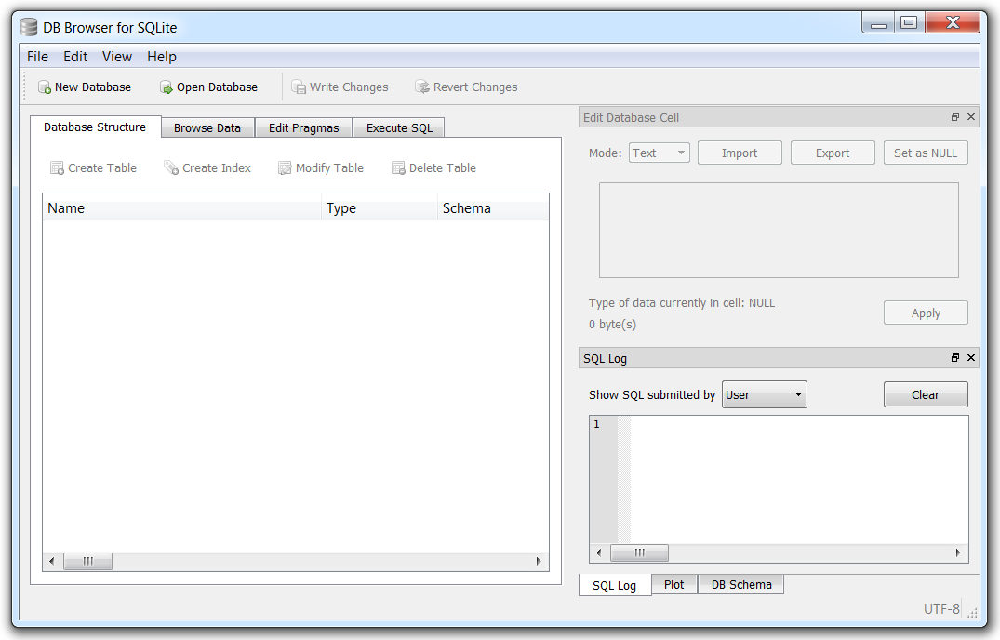 DB Browser for SQLite
File Edit View Help
New Database Open Database Write Changes Revert Changes
Database Structure Browse Data Edit Pragmas Execute SQL
Create Table Create Index Modify Table Delete Table
Name Type Schema
Edit Database Cell
Mode: Text Import Export Set as NULL
Type of data currently in cell: NULL
0 byte(s)
Apply
SQL Log
Show SQL submitted by User Clear
1
SQL Log Plot DB Schema
UTF-8